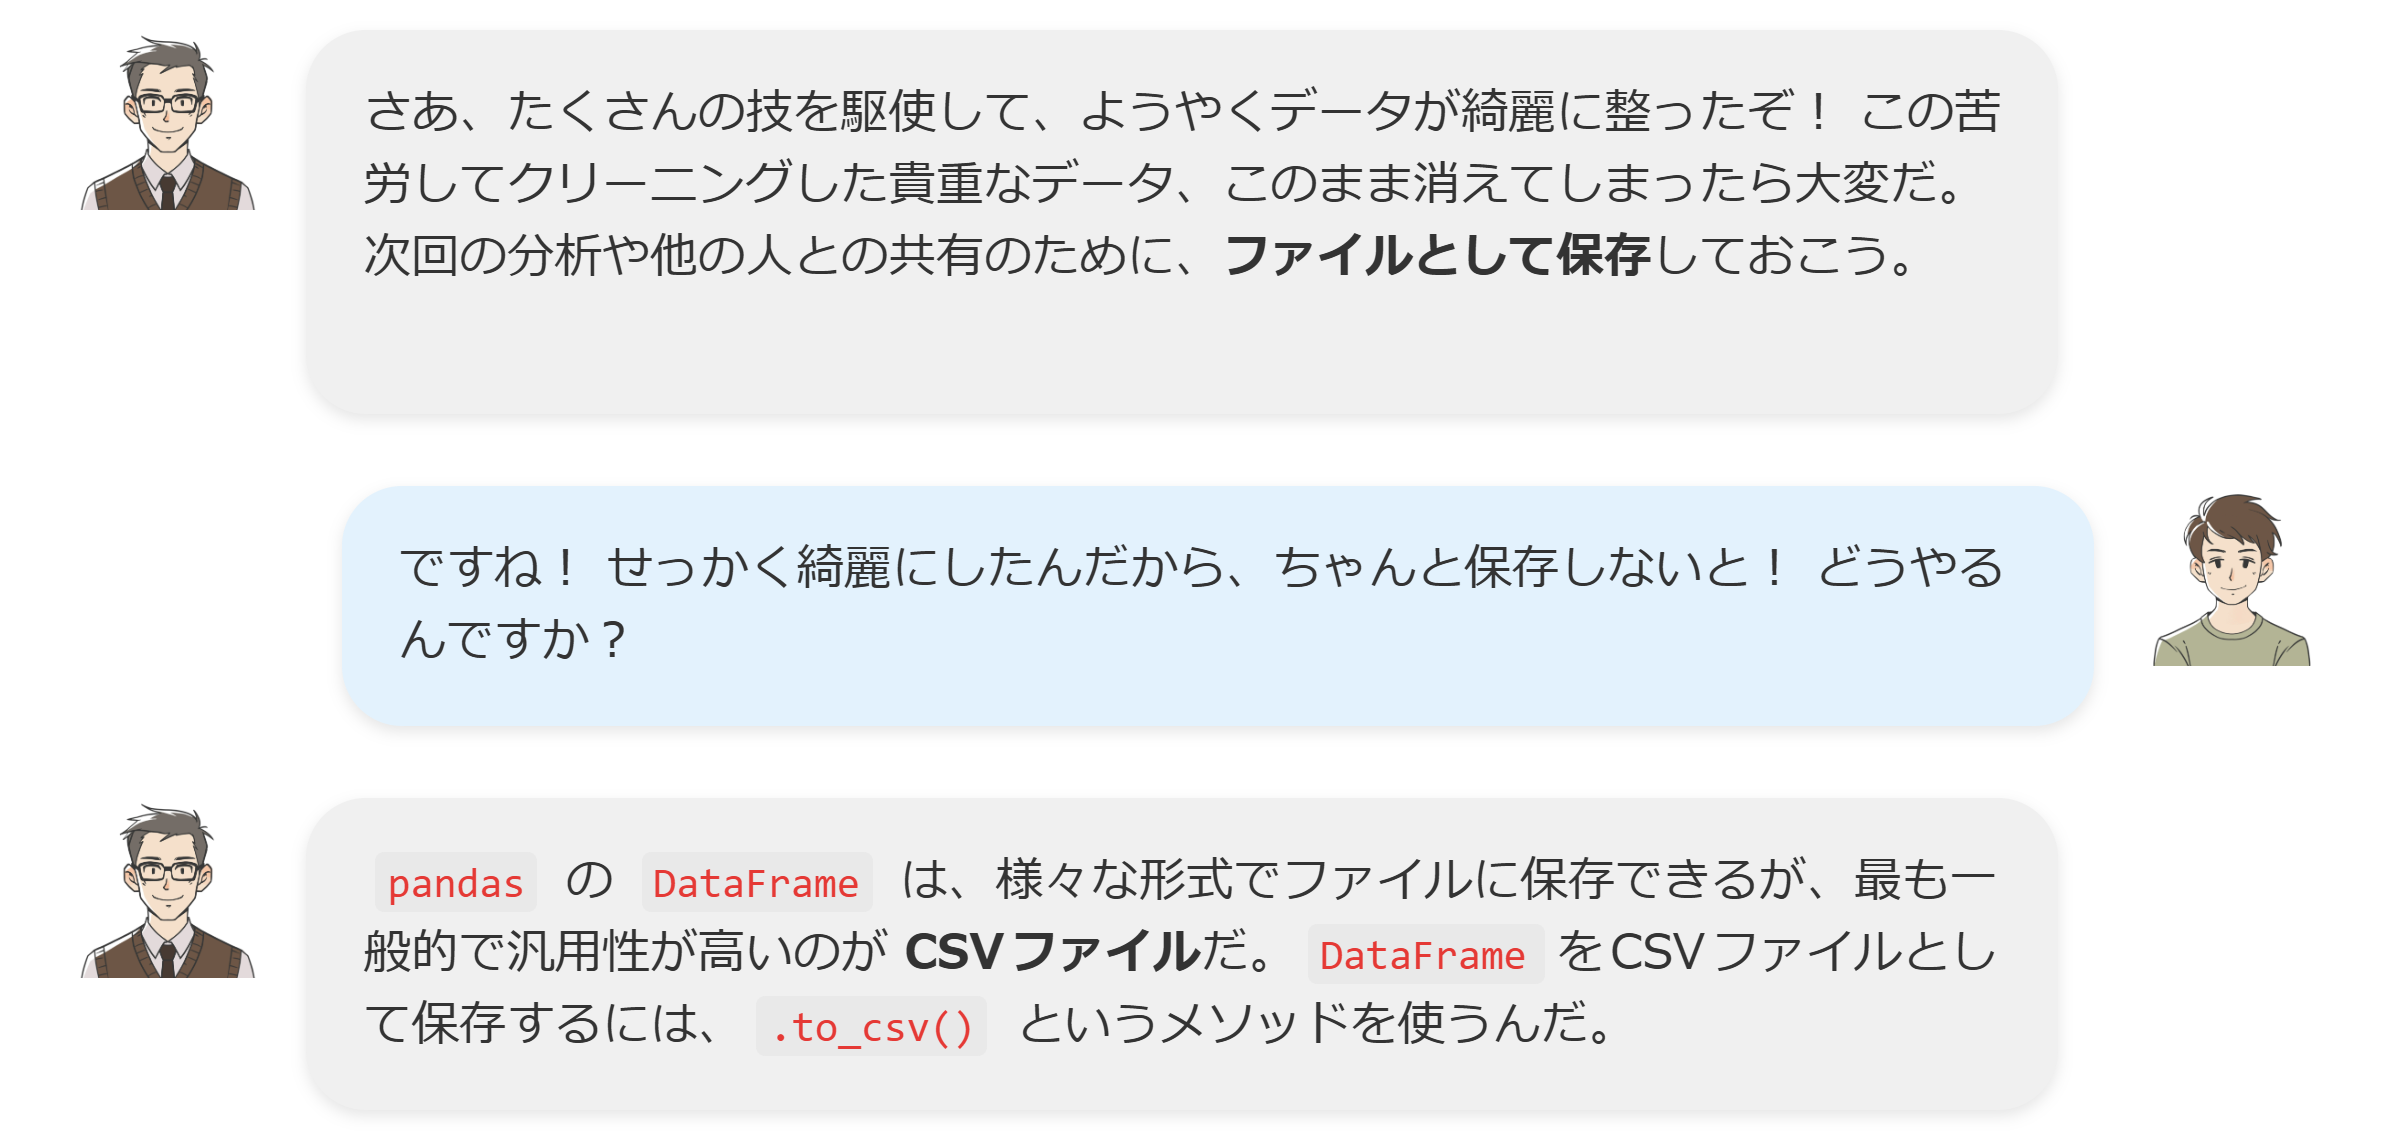 さあ、たくさんの技を駆使して、ようやくデータが綺麗に整ったぞ！ この苦
労してクリーニングした貴重なデータ、このまま消えてしまったら大変だ。
次回の分析や他の人との共有のために、ファイルとして保存しておこう。
ですね！ せっかく綺麗にしたんだから、ちゃんと保存しないと！ どうやる
んですか？
pandas の DataFrame は、様々な形式でファイルに保存できるが、最も一
般的で汎用性が高いのが CSVファイルだ。 DataFrame をCSVファイルとし
て保存するには、 .to_csv() というメソッドを使うんだ。